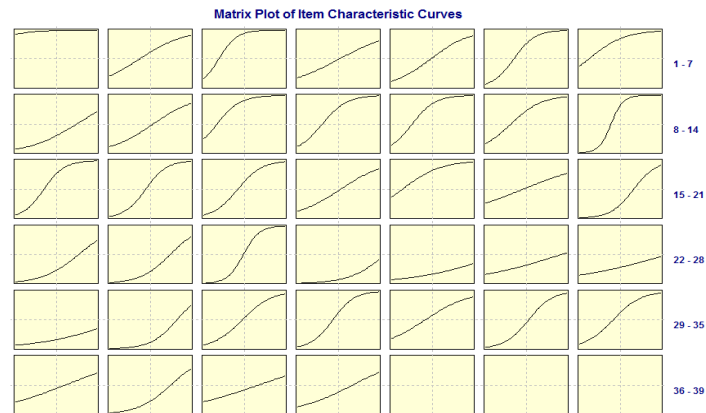 Matrix Plot of Item Characteristic Curves
1 - 7
8 - 14
15 - 21
22 - 28
29 - 35
36 - 39